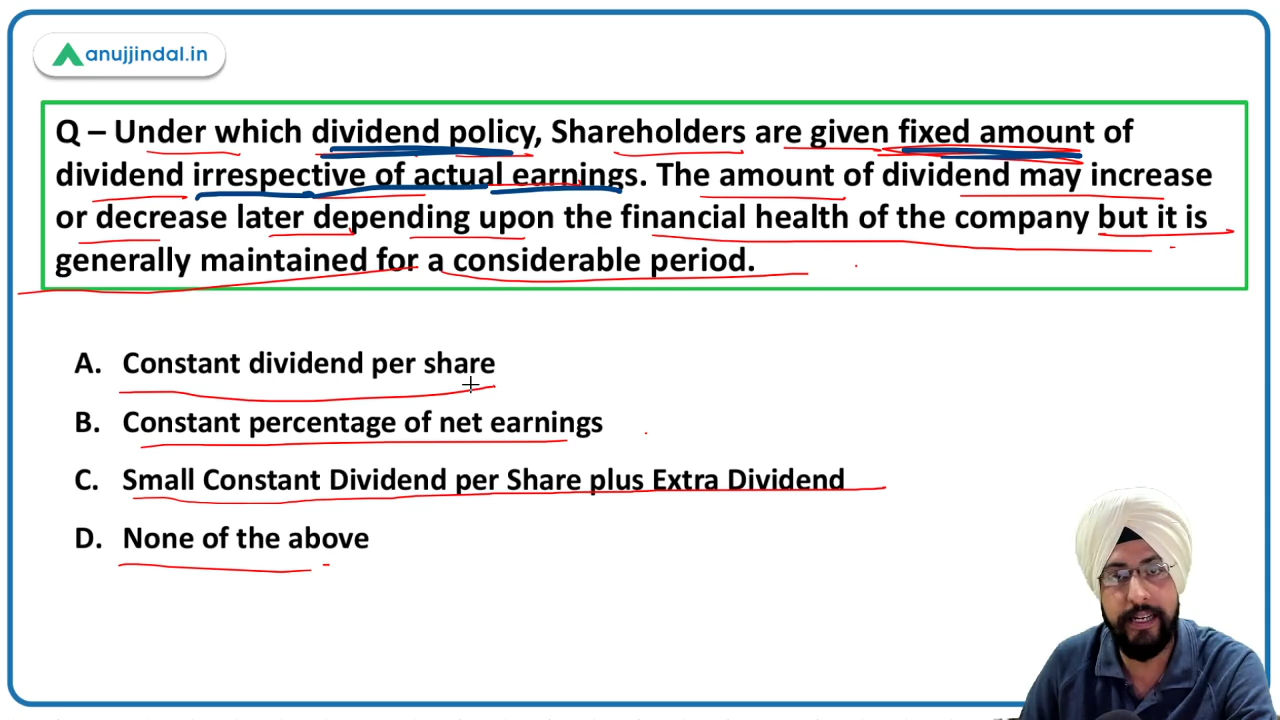 anujjindal.in
Q – Under which dividend policy, Shareholders are given fixed amount of
dividend irrespective of actual earnings. The amount of dividend may increase
or decrease later depending upon the financial health of the company but it is
generally maintained for a considerable period.
A. Constant dividend per share
B. Constant percentage of net earnings
C. Small Constant Dividend per Share plus Extra Dividend
D. None of the above